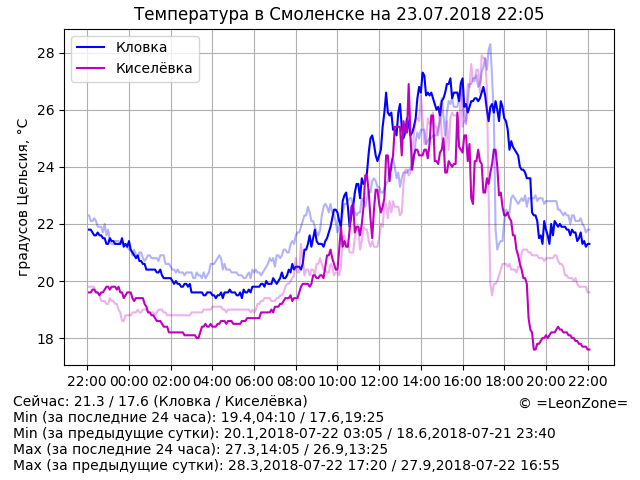 Температура в Смоленске на 23.07.2018 22:05
Кловка
Киселёвка
градусов Цельсия, °C
28
26
24
22
20
18
22:00 00:00 02:00 04:00 06:00 08:00 10:00 12:00 14:00 16:00 18:00 20:00 22:00
Сейчас: 21.3 / 17.6 (Кловка / Киселёвка)
© =LeonZone=
Min (за последние 24 часа): 19.4,04:10 / 17.6,19:25
Min (за предыдущие сутки): 20.1,2018-07-22 03:05 / 18.6,2018-07-21 23:40
Max (за последние 24 часа): 27.3,14:05 / 26.9,13:25
Max (за предыдущие сутки): 28.3,2018-07-22 17:20 / 27.9,2018-07-22 16:55